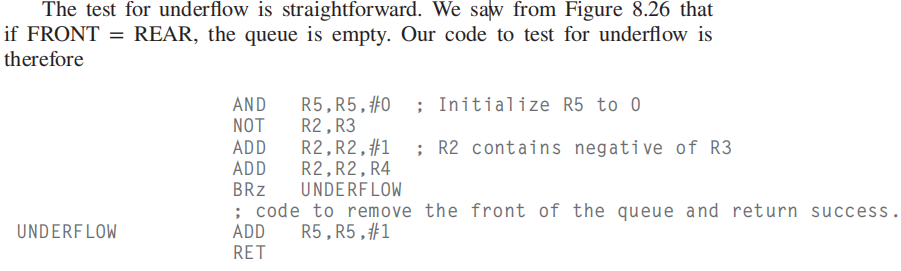 The test for underflow is straightforward. We saw from Figure 8.26 that
if FRONT = REAR, the queue is empty. Our code to test for underflow is
therefore
AND R5,R5,#0 ; Initialize R5 to 0
NOT R2,R3
ADD R2,R2,#1 ; R2 contains negative of R3
ADD R2,R2,R4
BRz UNDERFLOW
; code to remove the front of the queue and return success.
UNDERFLOW ADD R5,R5,#1
RET